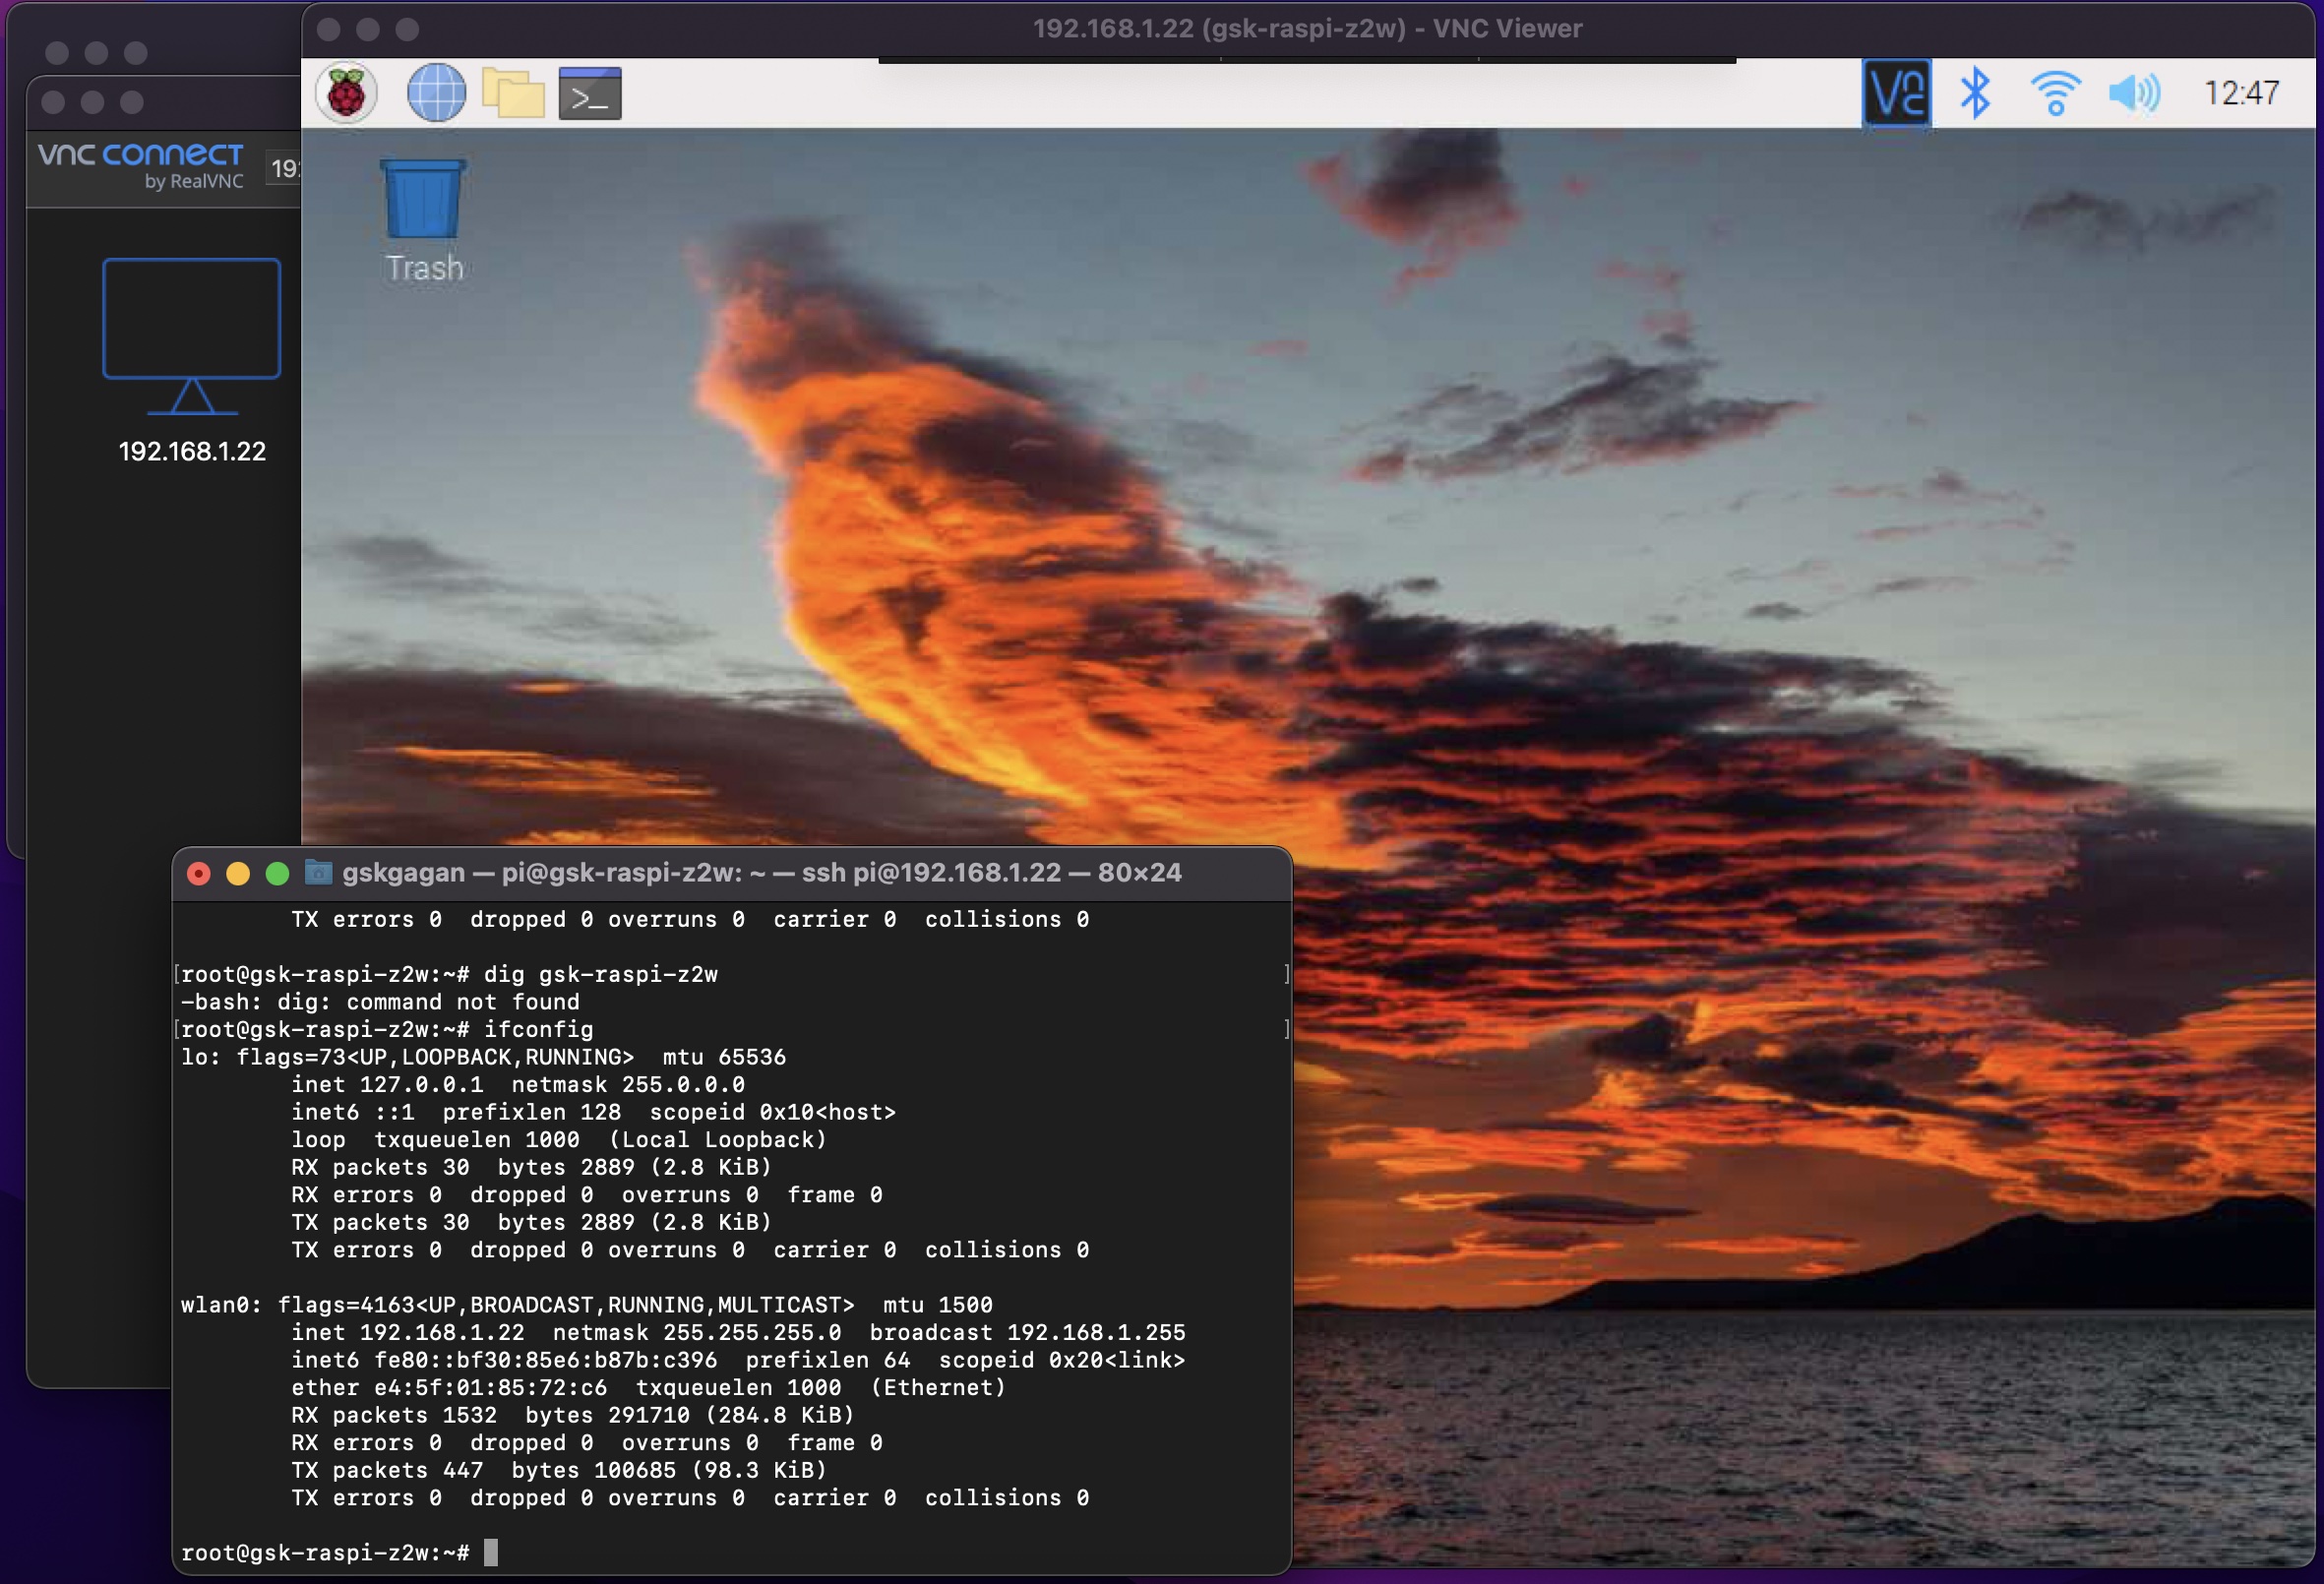 192.168.1.22 (gsk-raspi-z2w) - VNC Viewer
VNC 12:47
vnc connect
by RealVNC
192
Trash
192.168.1.22
gskgagan — pi@gsk-raspi-z2w: ~ — ssh pi@192.168.1.22 — 80×24
TX errors 0  dropped 0 overruns 0  carrier 0  collisions 0
[root@gsk-raspi-z2w:~# dig gsk-raspi-z2w ]
-bash: dig: command not found
[root@gsk-raspi-z2w:~# ifconfig ]
lo: flags=73<UP,LOOPBACK,RUNNING>  mtu 65536
inet 127.0.0.1  netmask 255.0.0.0
inet6 ::1  prefixlen 128  scopeid 0x10<host>
loop  txqueuelen 1000  (Local Loopback)
RX packets 30  bytes 2889 (2.8 KiB)
RX errors 0  dropped 0  overruns 0  frame 0
TX packets 30  bytes 2889 (2.8 KiB)
TX errors 0  dropped 0 overruns 0  carrier 0  collisions 0
wlan0: flags=4163<UP,BROADCAST,RUNNING,MULTICAST>  mtu 1500
inet 192.168.1.22  netmask 255.255.255.0  broadcast 192.168.1.255
inet6 fe80::bf30:85e6:b87b:c396  prefixlen 64  scopeid 0x20<link>
ether e4:5f:01:85:72:c6  txqueuelen 1000  (Ethernet)
RX packets 1532  bytes 291710 (284.8 KiB)
RX errors 0  dropped 0  overruns 0  frame 0
TX packets 447  bytes 100685 (98.3 KiB)
TX errors 0  dropped 0 overruns 0  carrier 0  collisions 0
root@gsk-raspi-z2w:~#